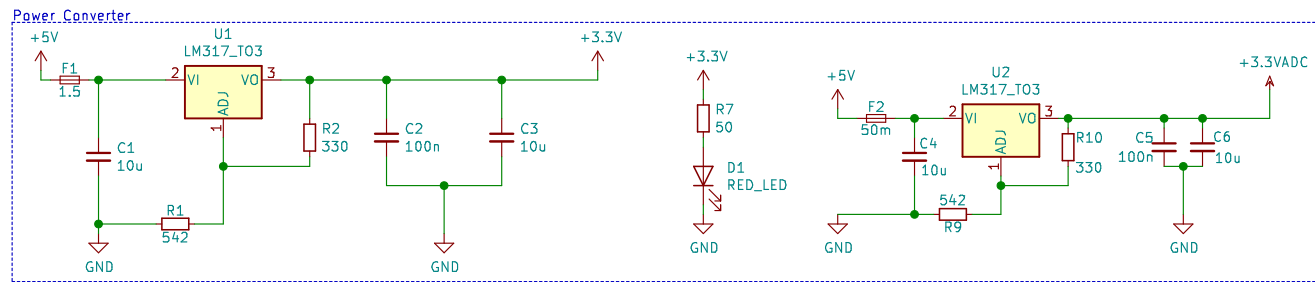 Power Converter
+5V
F1
1.5
C1
10u
U1
LM317_TO3
2
VI
VO
3
ADJ
1
R1
542
R2
330
C2
100n
C3
10u
+3.3V
GND
GND
+3.3V
R7
50
D1
RED_LED
GND
+5V
F2
50m
C4
10u
U2
LM317_TO3
2
VI
VO
3
ADJ
1
542
R9
R10
330
C5
100n
C6
10u
+3.3VADC
GND
GND